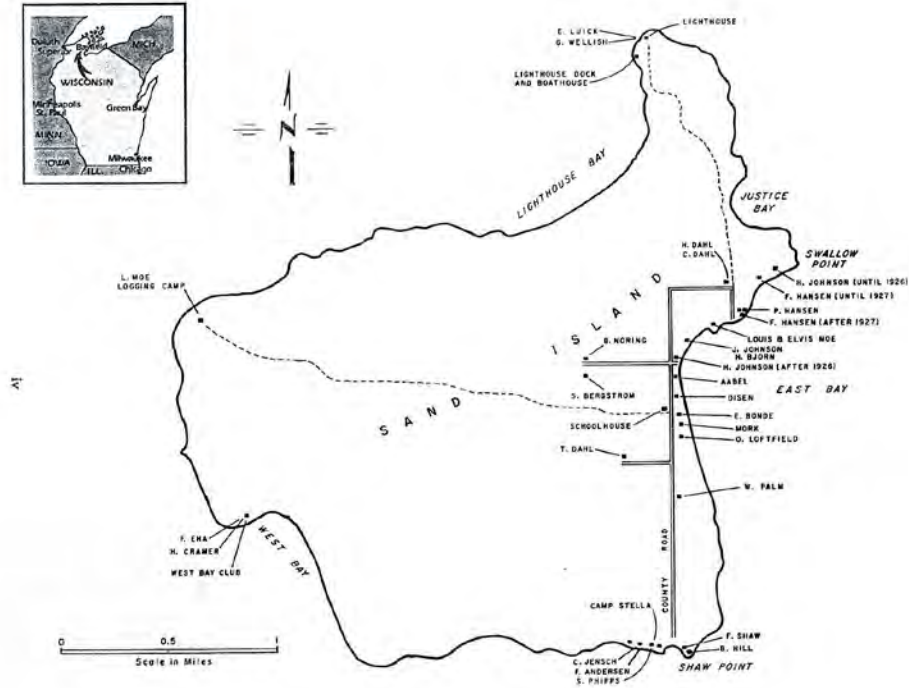 Duluth
Superior
Bayfield
MICH.
WISCONSIN
Minneapolis
St. Paul
Green Bay
MINN
IOWA
Milwaukee
Chicago
ILL.
N
E. LUICK
G. WELLISH
LIGHTHOUSE
LIGHTHOUSE DOCK
AND BOATHOUSE
LIGHTHOUSE BAY
JUSTICE
BAY
SWALLOW
POINT
H. DAHL
C. DAHL
H. JOHNSON (UNTIL 1926)
F. HANSEN (UNTIL 1927)
P. HANSEN
F. HANSEN (AFTER 1927)
LOUIS & ELVIS MOE
J. JOHNSON
H. BJORN
H. JOHNSON (AFTER 1926)
AABEL
EAST BAY
OISEN
E. BONDE
MORK
O. LOFTFIELD
W. PALM
L. MOE
LOGGING CAMP
SAND ISLAND
B. NORING
S. BERGSTROM
SCHOOLHOUSE
T. DAHL
iv
F. EHA
H. CRAMER
WEST BAY CLUB
WEST BAY
COUNTY ROAD
CAMP STELLA
F. SHAW
B. HILL
SHAW POINT
C. JENSCH
F. ANDERSEN
S. PHIPPS
0 0.5 1
Scale in Miles